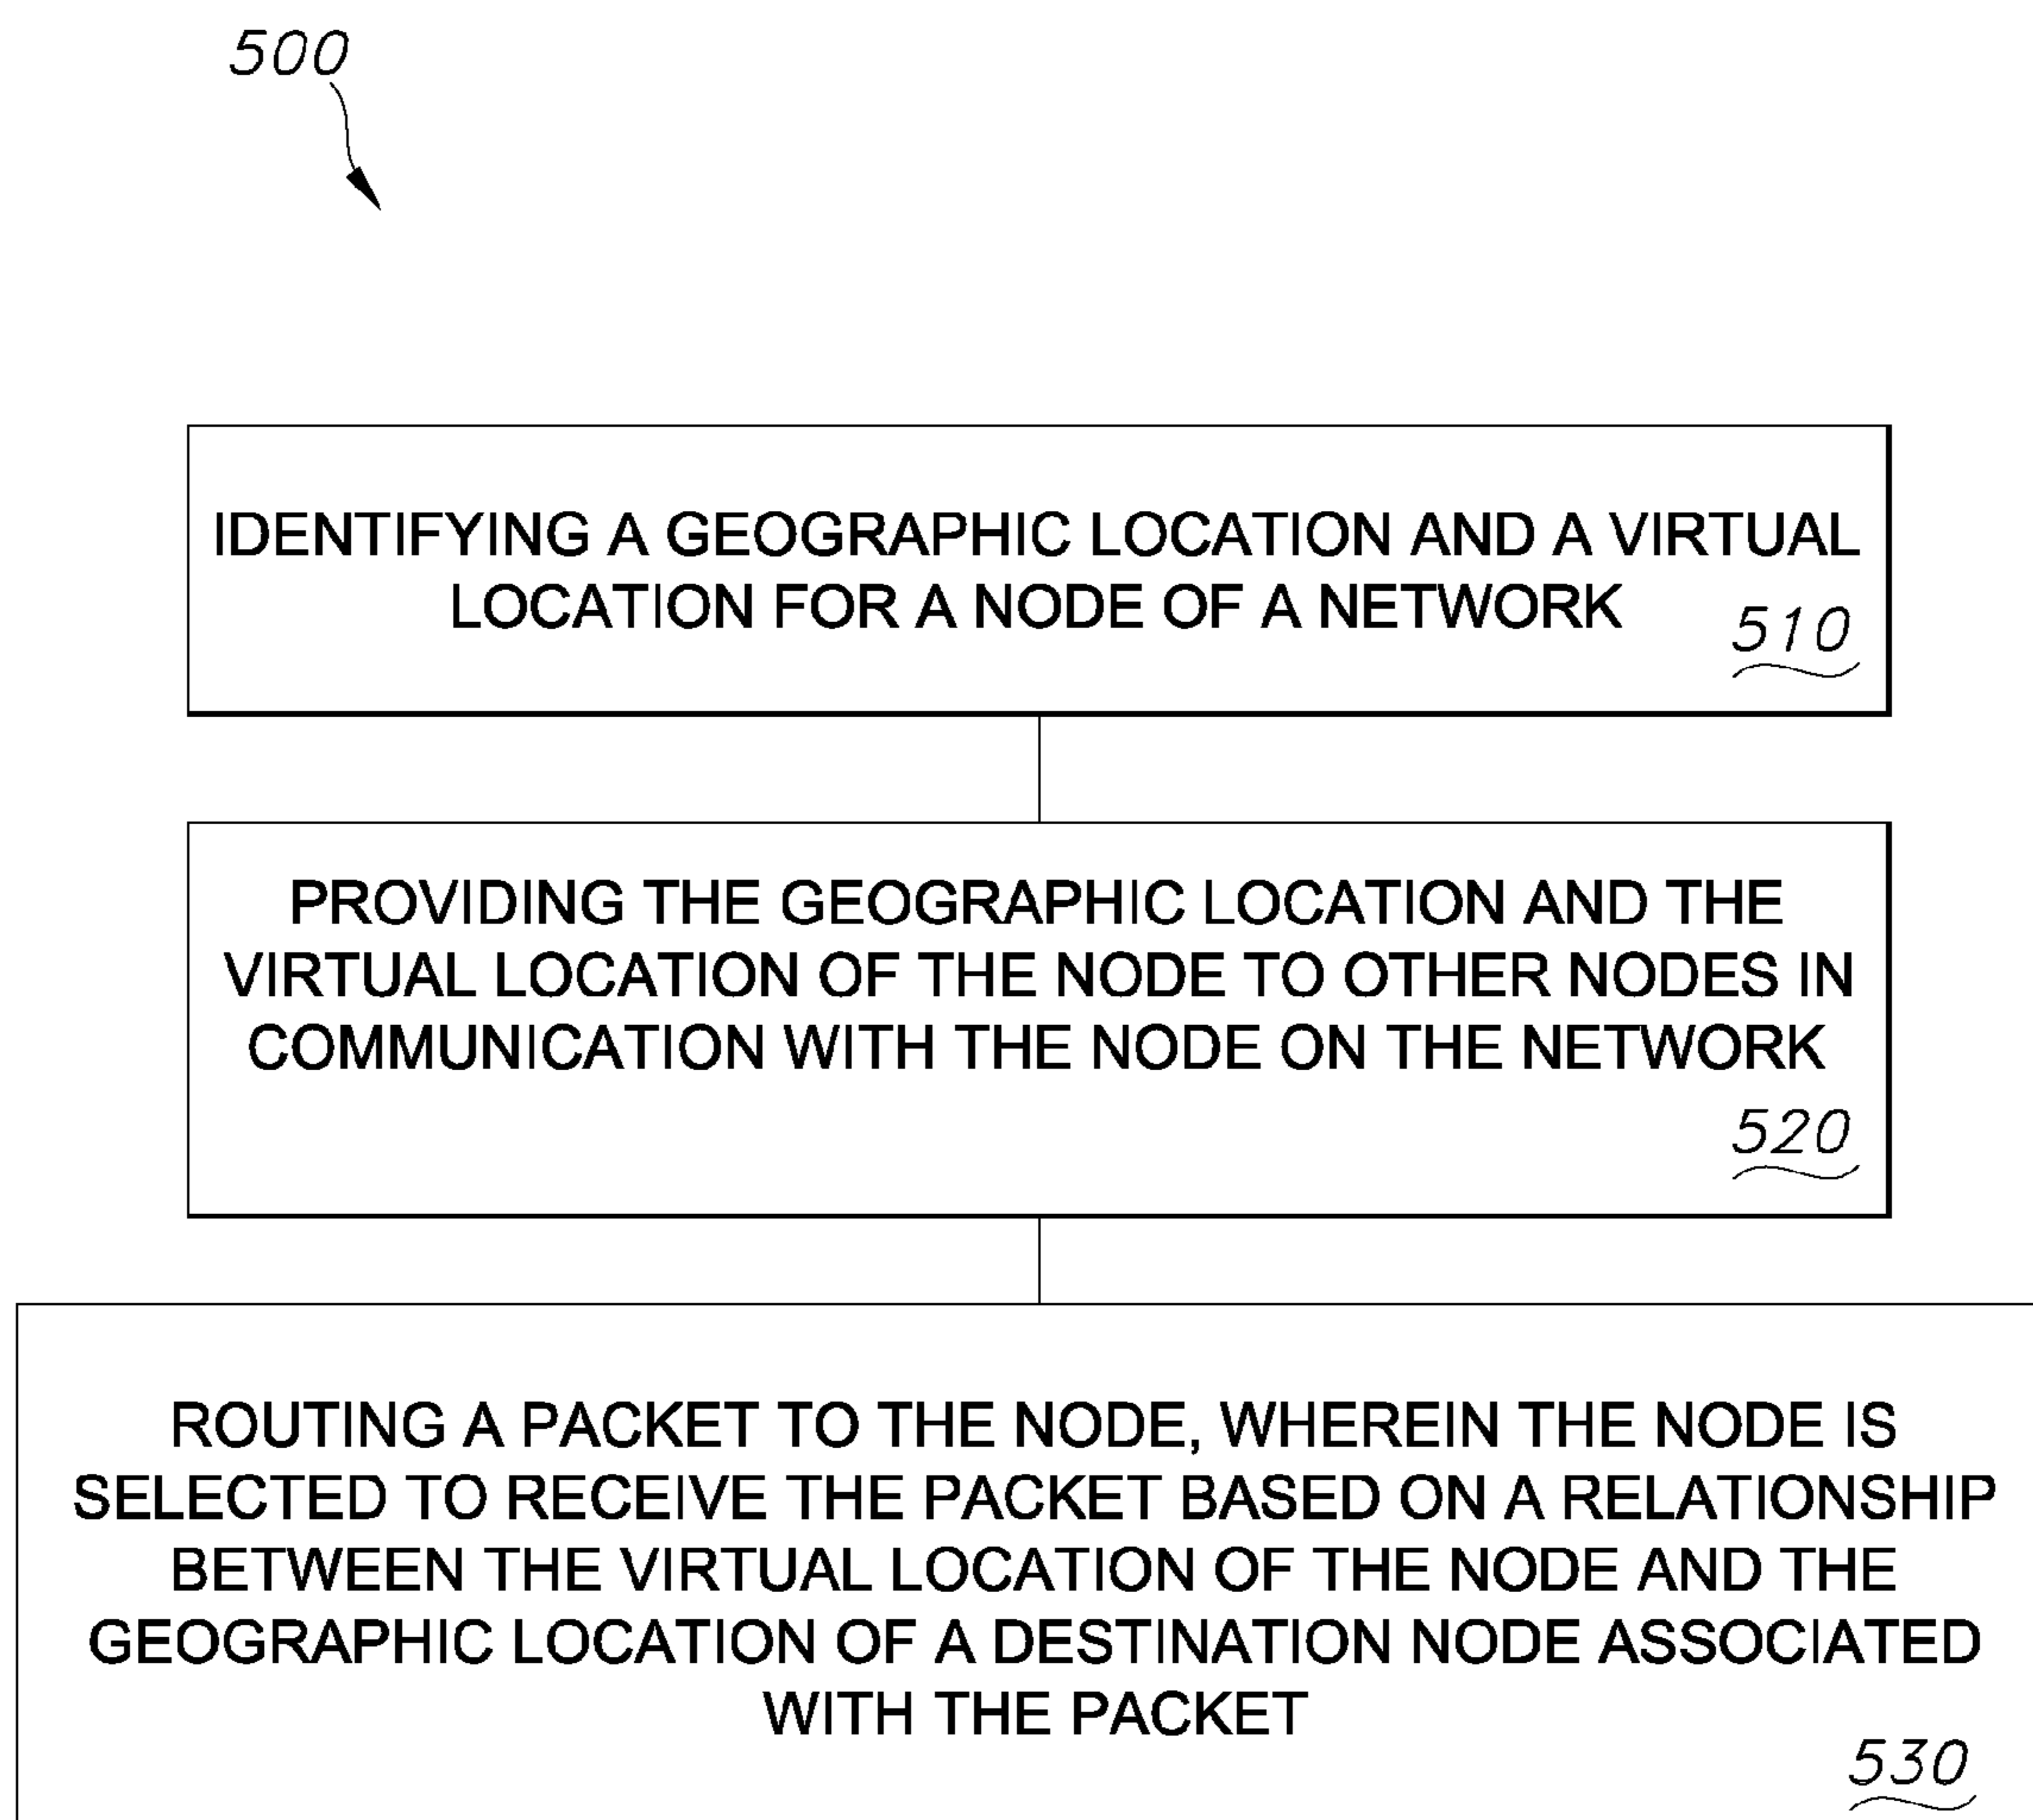 500
IDENTIFYING A GEOGRAPHIC LOCATION AND A VIRTUAL
LOCATION FOR A NODE OF A NETWORK
510
PROVIDING THE GEOGRAPHIC LOCATION AND THE
VIRTUAL LOCATION OF THE NODE TO OTHER NODES IN
COMMUNICATION WITH THE NODE ON THE NETWORK
520
ROUTING A PACKET TO THE NODE, WHEREIN THE NODE IS
SELECTED TO RECEIVE THE PACKET BASED ON A RELATIONSHIP
BETWEEN THE VIRTUAL LOCATION OF THE NODE AND THE
GEOGRAPHIC LOCATION OF A DESTINATION NODE ASSOCIATED
WITH THE PACKET
530